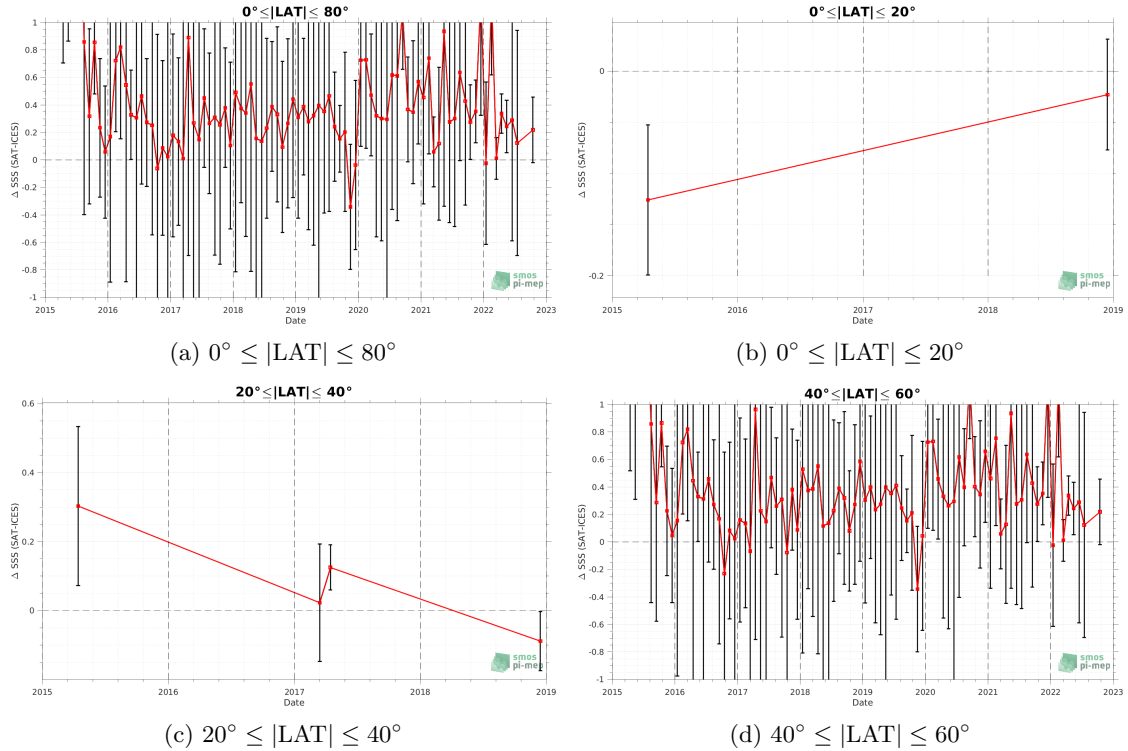 0°≤|LAT|≤ 80°
Δ SSS (SAT-ICES)
1
0.8
0.6
0.4
0.2
0
-0.2
-0.4
-0.6
-0.8
-1
2015 2016 2017 2018 2019 2020 2021 2022 2023
Date
smos
pi-mep
(a) 0° ≤ |LAT| ≤ 80°
0°≤|LAT|≤ 20°
Δ SSS (SAT-ICES)
0
-0.2
2015 2016 2017 2018 2019
Date
smos
pi-mep
(b) 0° ≤ |LAT| ≤ 20°
20°≤|LAT|≤ 40°
Δ SSS (SAT-ICES)
0.6
0.4
0.2
0
2015 2016 2017 2018 2019
Date
smos
pi-mep
(c) 20° ≤ |LAT| ≤ 40°
40°≤|LAT|≤ 60°
Δ SSS (SAT-ICES)
1
0.8
0.6
0.4
0.2
0
-0.2
-0.4
-0.6
-0.8
-1
2015 2016 2017 2018 2019 2020 2021 2022 2023
Date
smos
pi-mep
(d) 40° ≤ |LAT| ≤ 60°